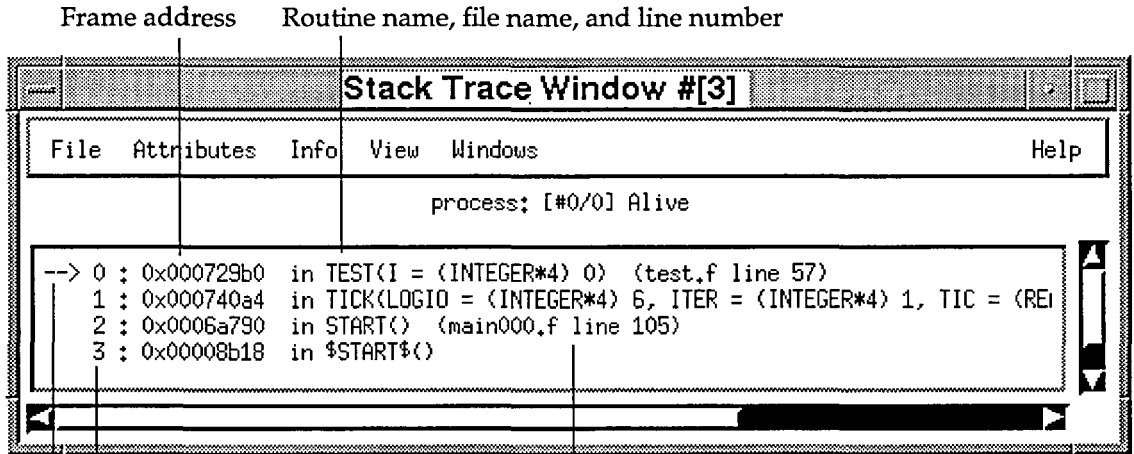 Frame address Routine name, file name, and line number
Stack Trace Window #[3]
File Attributes Info View Windows Help
process: [#0/0] Alive
--> 0 : 0x000729b0 in TEST(I = (INTEGER*4) 0) (test.f line 57)
1 : 0x000740a4 in TICK(LOGIO = (INTEGER*4) 6, ITER = (INTEGER*4) 1, TIC = (RE
2 : 0x0006a790 in START() (main000.f line 105)
3 : 0x00008b18 in $START$()